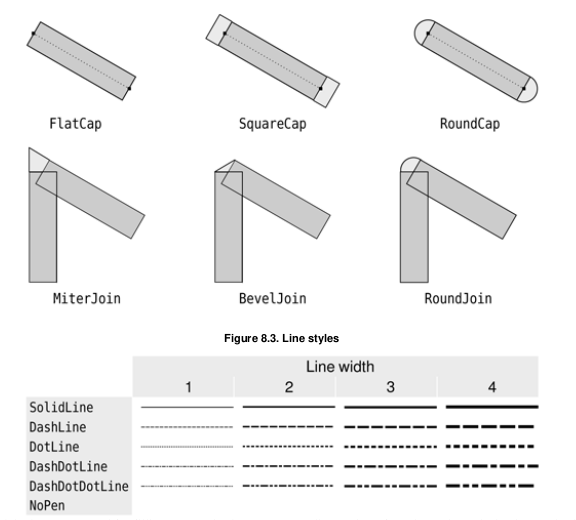 FlatCap SquareCap RoundCap
MiterJoin BevelJoin RoundJoin
Figure 8.3. Line styles
Line width
1 2 3 4
SolidLine
DashLine
DotLine
DashDotLine
DashDotDotLine
NoPen